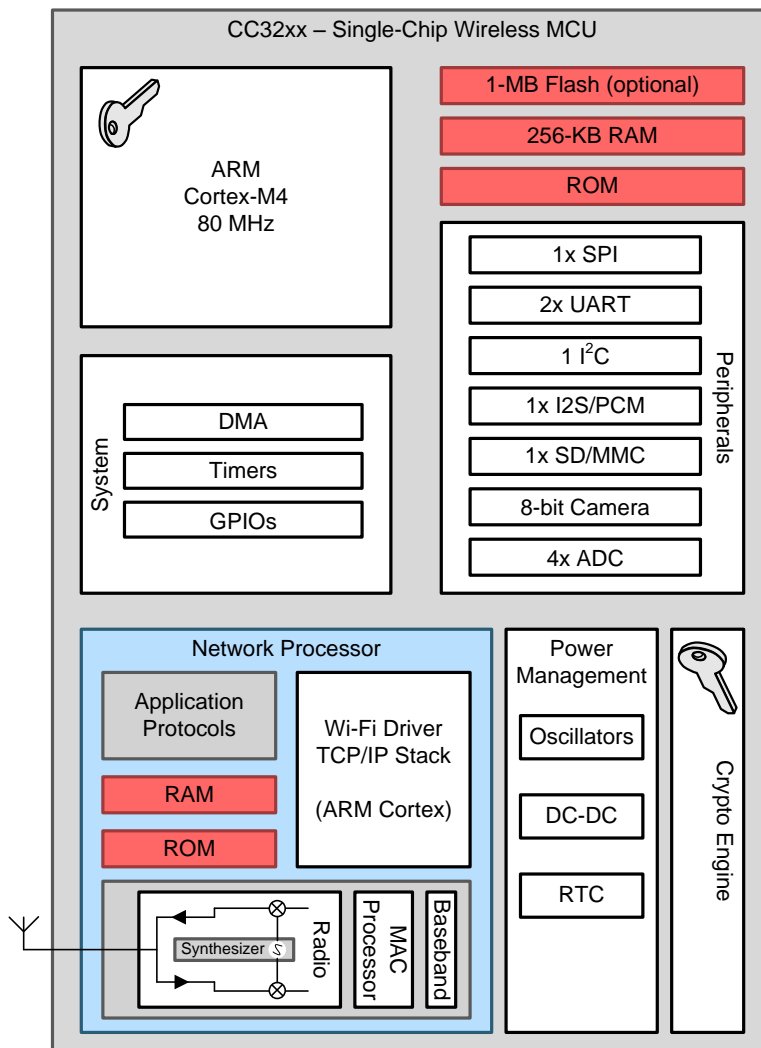 CC32xx – Single-Chip Wireless MCU
ARM
Cortex-M4
80 MHz
1-MB Flash (optional)
256-KB RAM
ROM
Peripherals
1x SPI
2x UART
1 I²C
1x I2S/PCM
1x SD/MMC
8-bit Camera
4x ADC
System
DMA
Timers
GPIOs
Network Processor
Application
Protocols
RAM
ROM
Wi-Fi Driver
TCP/IP Stack
(ARM Cortex)
Synthesizer
Radio
MAC
Processor
Baseband
Power
Management
Oscillators
DC-DC
RTC
Crypto Engine